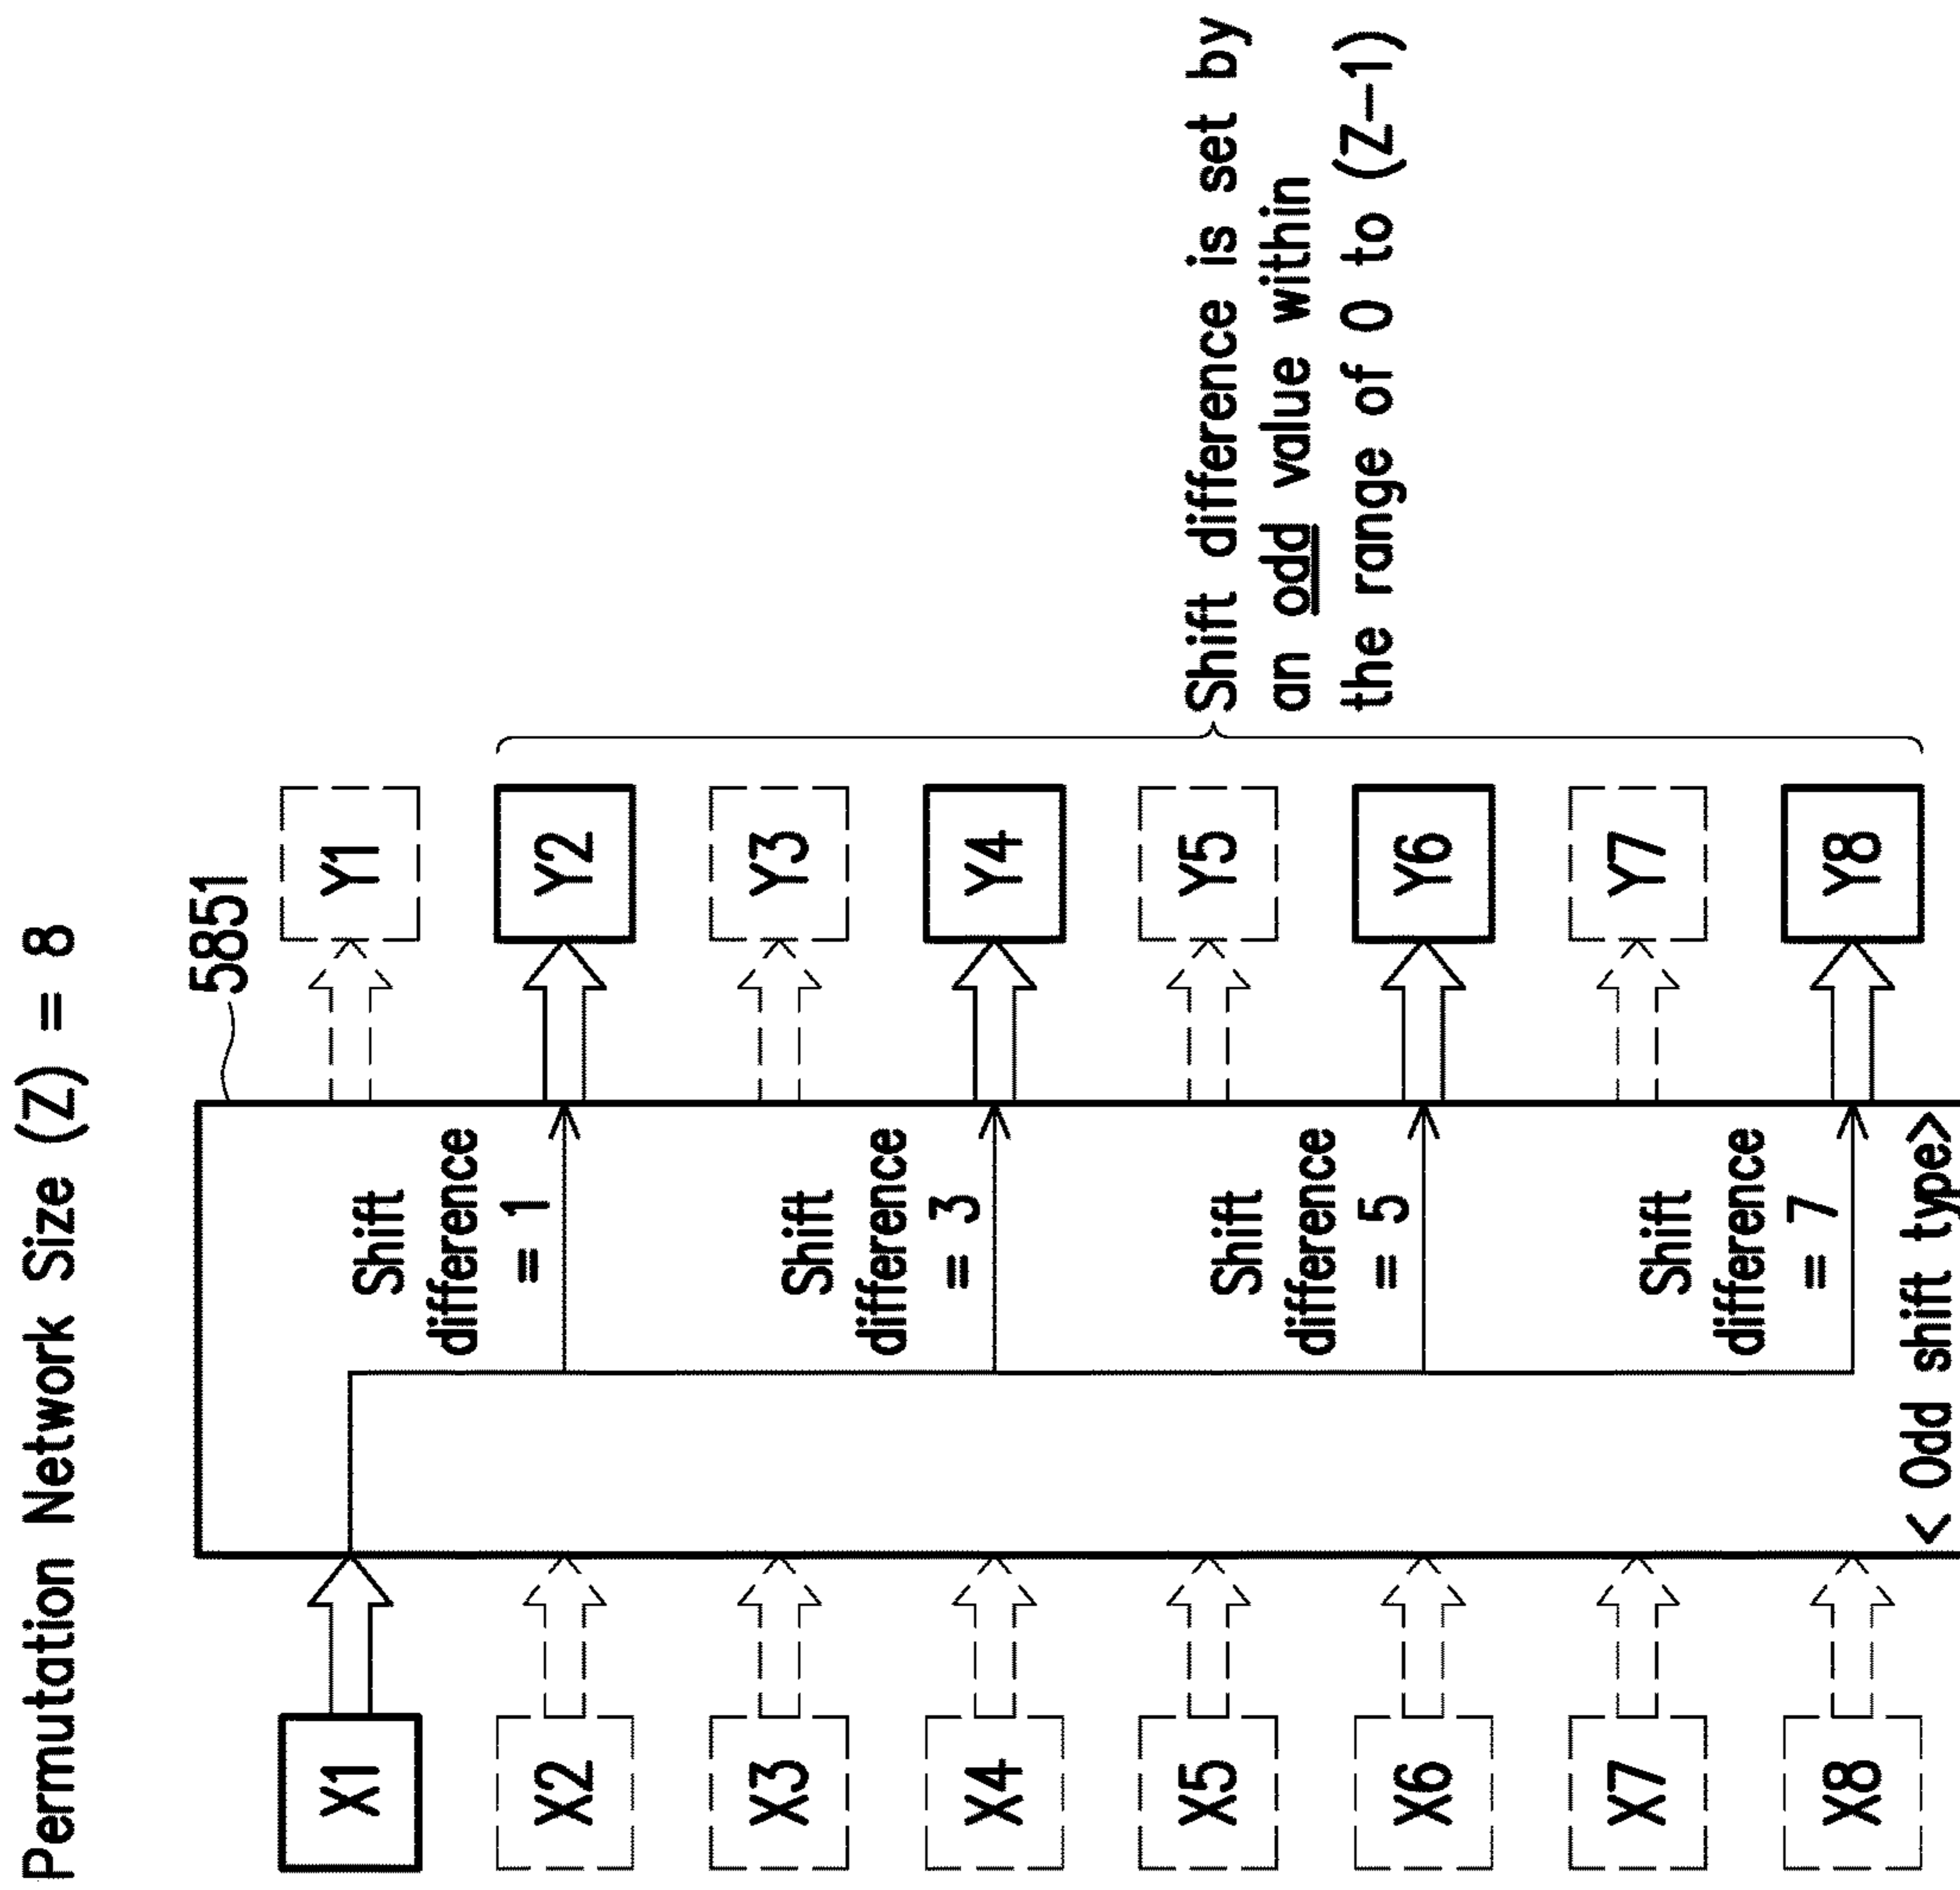 Permutation Network Size (Z) = 8
5851
X1
X2
X3
X4
X5
X6
X7
X8
Shift
difference
= 1
Shift
difference
= 3
Shift
difference
= 5
Shift
difference
= 7
< Odd shift type>
Y1
Y2
Y3
Y4
Y5
Y6
Y7
Y8
Shift difference is set by
an odd value within
the range of 0 to (Z-1)